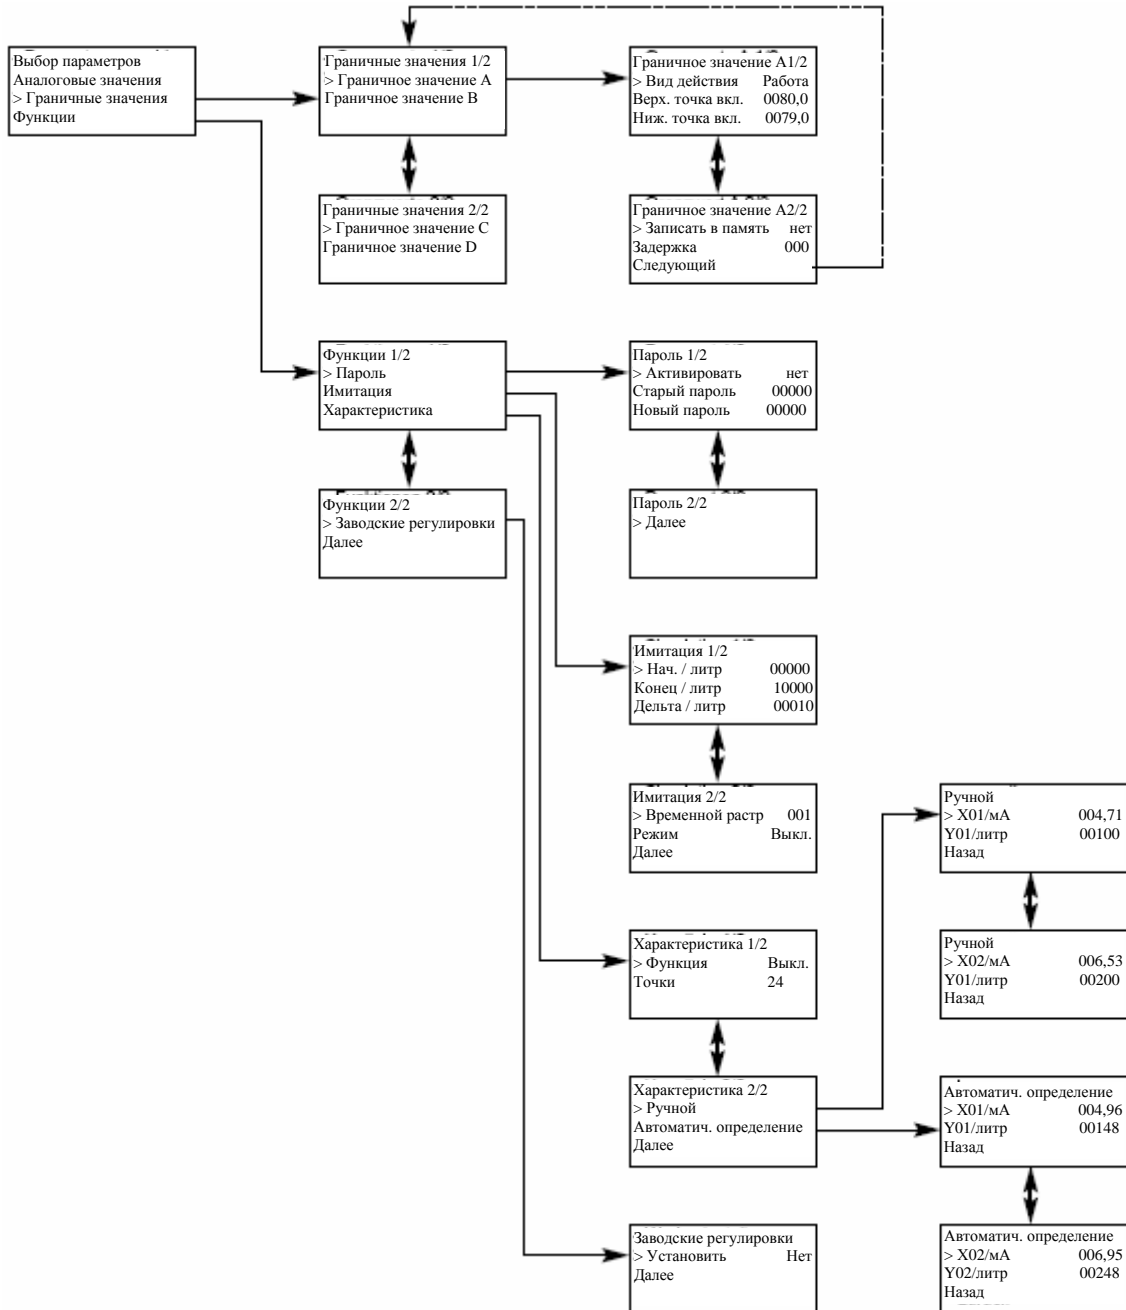 Выбор параметров
Аналоговые значения
> Граничные значения
Функции
Граничные значения 1/2
> Граничное значение A
Граничное значение B
Граничное значение A1/2
> Вид действия Работа
Верх. точка вкл. 0080,0
Ниж. точка вкл. 0079,0
Граничные значения 2/2
> Граничное значение C
Граничное значение D
Граничное значение A2/2
> Записать в память нет
Задержка 000
Следующий
Функции 1/2
> Пароль
Имитация
Характеристика
Пароль 1/2
> Активировать нет
Старый пароль 00000
Новый пароль 00000
Функции 2/2
> Заводские регулировки
Далее
Пароль 2/2
> Далее
Имитация 1/2
> Нач. / литр 00000
Конец / литр 10000
Дельта / литр 00010
Имитация 2/2
> Временной растр 001
Режим Выкл.
Далее
Ручной
> X01/мА 004,71
Y01/литр 00100
Назад
Характеристика 1/2
> Функция Выкл.
Точки 24
Ручной
> X02/мА 006,53
Y01/литр 00200
Назад
Характеристика 2/2
> Ручной
Автоматич. определение
Далее
Автоматич. определение
> X01/мА 004,96
Y01/литр 00148
Назад
Заводские регулировки
> Установить Нет
Далее
Автоматич. определение
> X02/мА 006,95
Y02/литр 00248
Назад